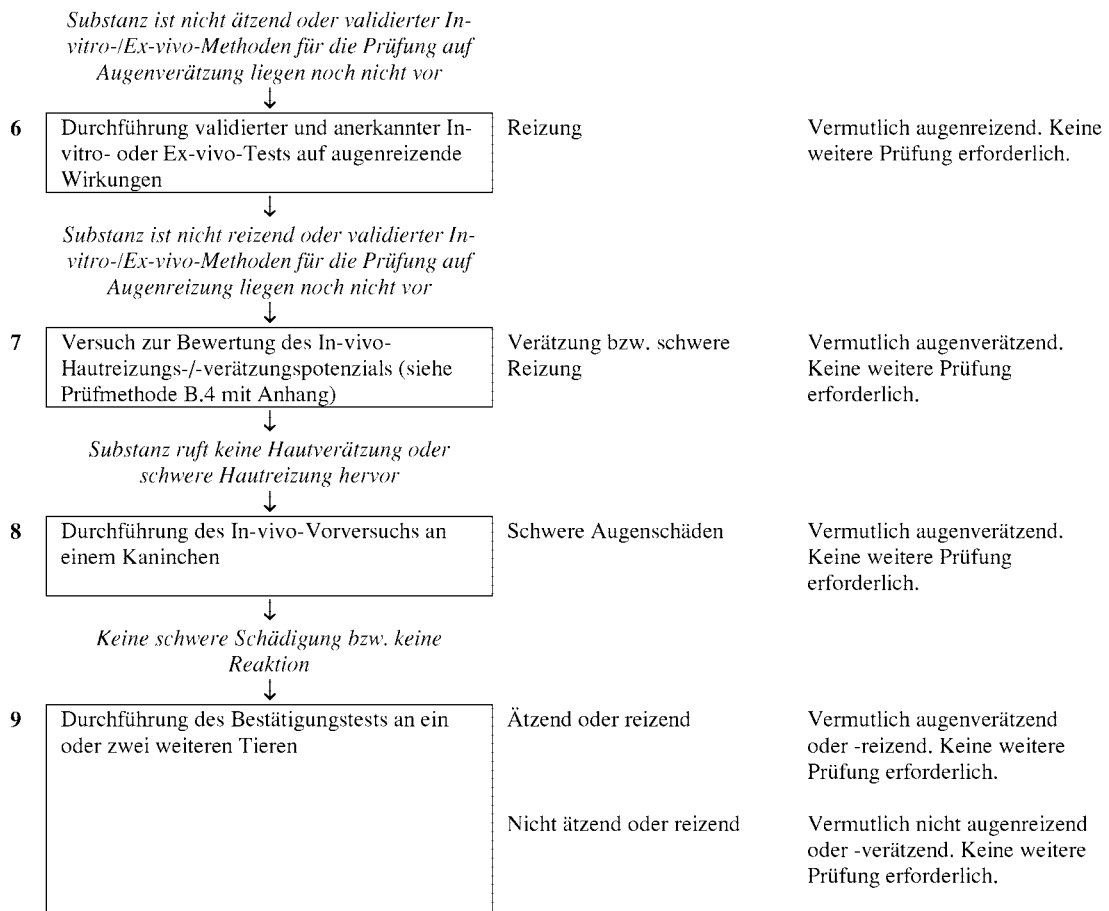 Substanz ist nicht ätzend oder validierter In-
vitro-/Ex-vivo-Methoden für die Prüfung auf
Augenverätzung liegen noch nicht vor
↓
6 Durchführung validierter und anerkannter In-
vitro- oder Ex-vivo-Tests auf augenreizende
Wirkungen
Reizung
Vermutlich augenreizend. Keine
weitere Prüfung erforderlich.
↓
Substanz ist nicht reizend oder validierter In-
vitro-/Ex-vivo-Methoden für die Prüfung auf
Augenreizung liegen noch nicht vor
↓
7 Versuch zur Bewertung des In-vivo-
Hautreizungs-/-verätzungspotenzials (siehe
Prüfmethode B.4 mit Anhang)
Verätzung bzw. schwere
Reizung
Vermutlich augenverätzend.
Keine weitere Prüfung
erforderlich.
↓
Substanz ruft keine Hautverätzung oder
schwere Hautreizung hervor
↓
8 Durchführung des In-vivo-Vorversuchs an
einem Kaninchen
Schwere Augenschäden
Vermutlich augenverätzend.
Keine weitere Prüfung
erforderlich.
↓
Keine schwere Schädigung bzw. keine
Reaktion
↓
9 Durchführung des Bestätigungstests an ein
oder zwei weiteren Tieren
Ätzend oder reizend
Vermutlich augenverätzend
oder -reizend. Keine weitere
Prüfung erforderlich.
Nicht ätzend oder reizend
Vermutlich nicht augenreizend
oder -verätzend. Keine weitere
Prüfung erforderlich.